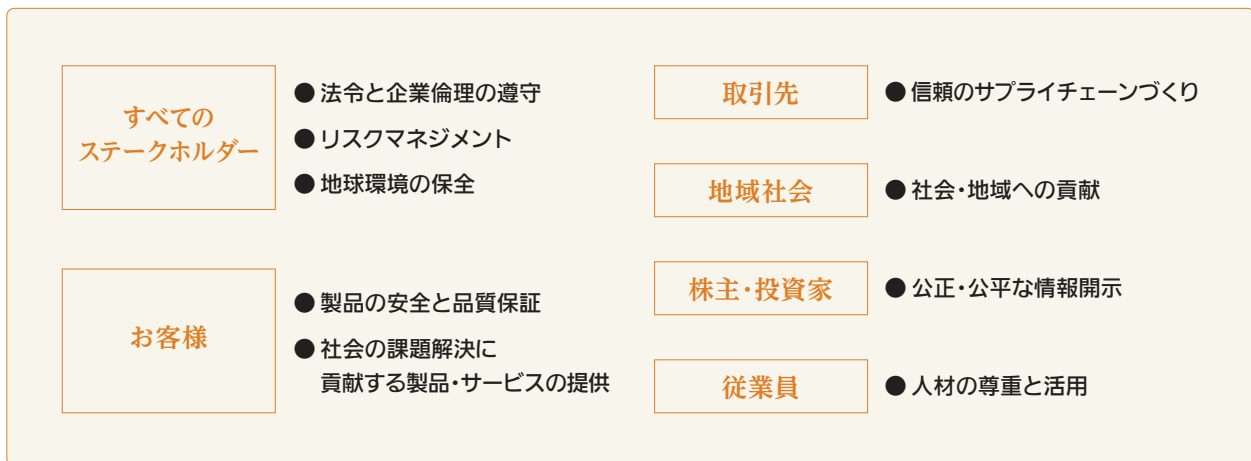 すべての
ステークホルダー
● 法令と企業倫理の遵守
● リスクマネジメント
● 地球環境の保全
お客様
● 製品の安全と品質保証
● 社会の課題解決に
貢献する製品・サービスの提供
取引先
● 信頼のサプライチェーンづくり
地域社会
● 社会・地域への貢献
株主・投資家
● 公正・公平な情報開示
従業員
● 人材の尊重と活用